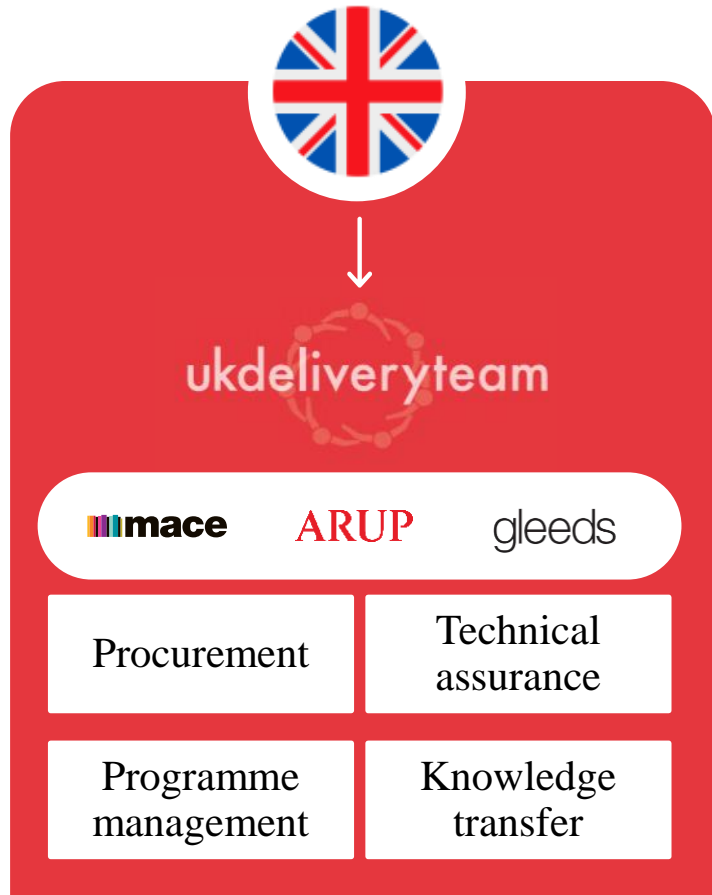 ukdeliveryteam
mace ARUP gleeds
Procurement
Technical
assurance
Programme
management
Knowledge
transfer